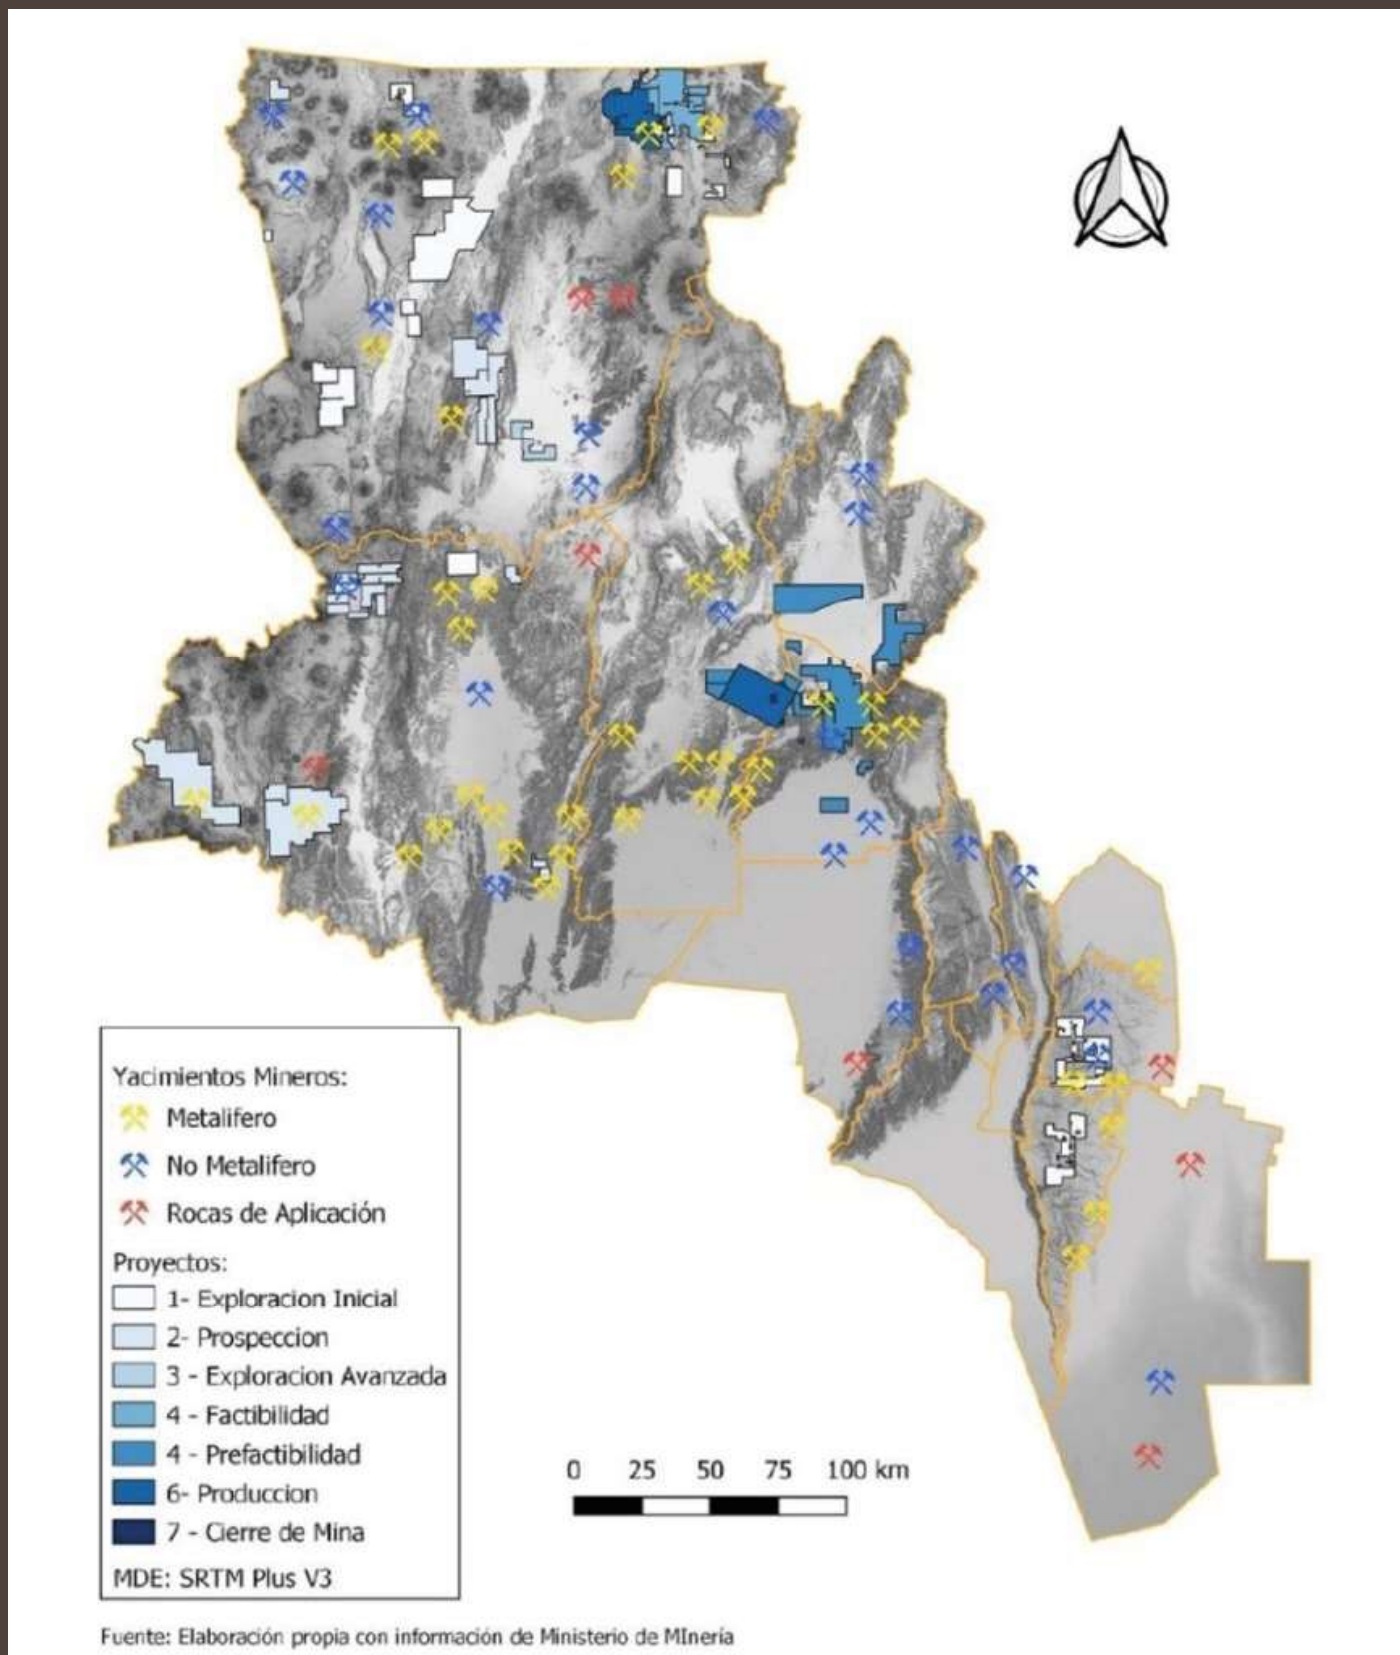 Yacimientos Mineros:
Metalifero
No Metalifero
Rocas de Aplicación
Proyectos:
1- Exploracion Inicial
2- Prospeccion
3 - Exploracion Avanzada
4 - Factibilidad
4 - Prefactibilidad
6- Produccion
7 - Cierre de Mina
MDE: SRTM Plus V3
0 25 50 75 100 km
Fuente: Elaboración propia con información de Ministerio de MInería